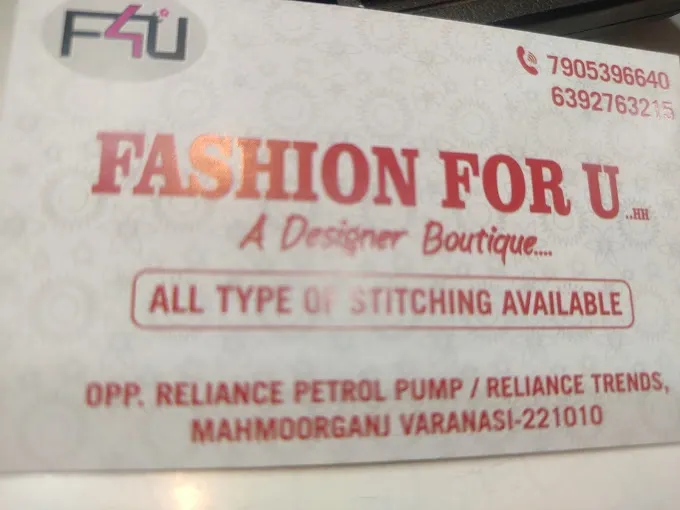 F4U
7905396640
6392763215
FASHION FOR U..HH
A Designer Boutique....
ALL TYPE OF STITCHING AVAILABLE
OPP. RELIANCE PETROL PUMP / RELIANCE TRENDS,
MAHMOORGANJ VARANASI-221010